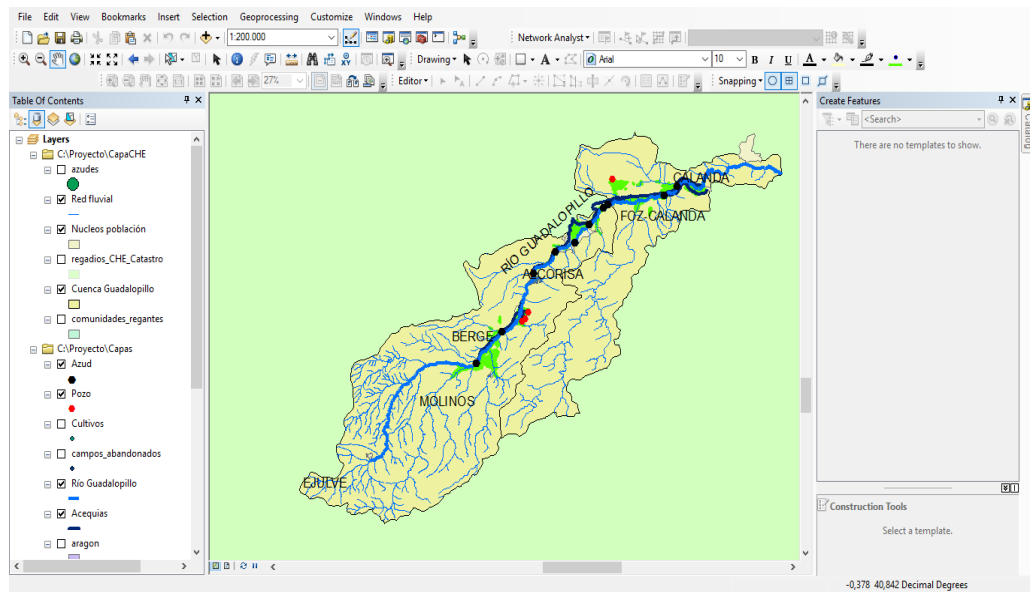 File Edit View Bookmarks Insert Selection Geoprocessing Customize Windows Help
1:200.000 Network Analyst
Drawing A Arial 10 B I U A
27% Editor Snapping
Table Of Contents
Layers
C:\Proyecto\CapaCHE
azudes
Red fluvial
Nucleos población
regadios_CHE_Catastro
Cuenca Guadalopillo
comunidades_regantes
C:\Proyecto\Capas
Azud
Pozo
Cultivos
campos_abandonados
Río Guadalopillo
Acequias
aragon
CALANDA
FOZ-CALANDA
RÍO GUADALOPILLO
ALCORISA
BERGE
MOLINOS
EJULVE
Create Features
<Search>
There are no templates to show.
Catalog
Construction Tools
Select a template.
-0,378 40,842 Decimal Degrees